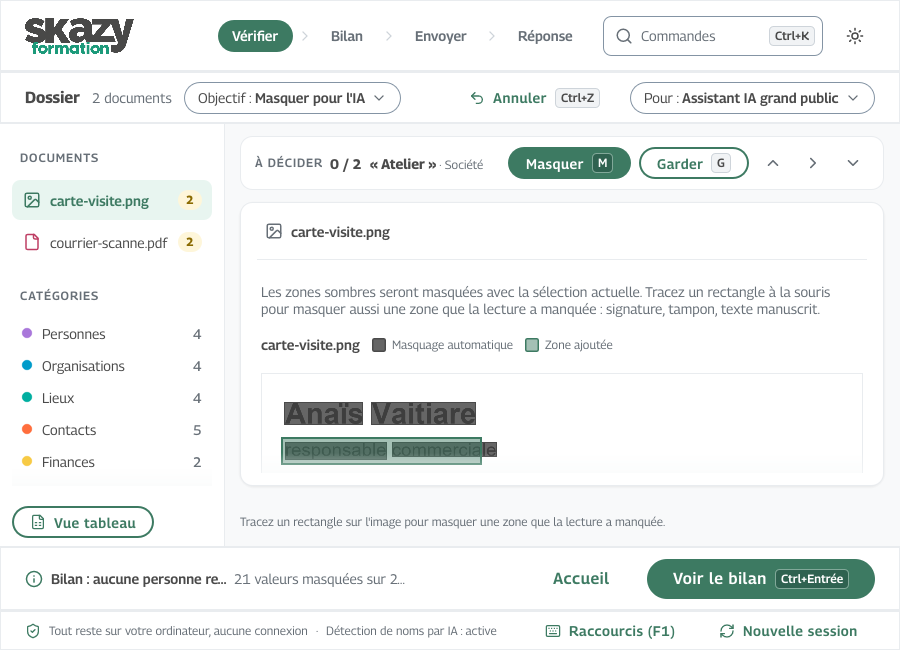 skazy
formation
Vérifier
Bilan
Envoyer
Réponse
Commandes
Ctrl+K
Dossier
2 documents
Objectif : Masquer pour l'IA
Annuler
Ctrl+Z
Pour : Assistant IA grand public
DOCUMENTS
carte-visite.png
2
courrier-scanne.pdf
2
CATÉGORIES
Personnes
4
Organisations
4
Lieux
4
Contacts
5
Finances
2
Vue tableau
À DÉCIDER
0 / 2
« Atelier » · Société
Masquer
M
Garder
G
carte-visite.png
Les zones sombres seront masquées avec la sélection actuelle. Tracez un rectangle à la souris
pour masquer aussi une zone que la lecture a manquée : signature, tampon, texte manuscrit.
carte-visite.png
Masquage automatique
Zone ajoutée
Anaïs Vaitiare
responsable commerciale
Tracez un rectangle sur l'image pour masquer une zone que la lecture a manquée.
Bilan : aucune personne re...
21 valeurs masquées sur 2...
Accueil
Voir le bilan
Ctrl+Entrée
Tout reste sur votre ordinateur, aucune connexion · Détection de noms par IA : active
Raccourcis (F1)
Nouvelle session